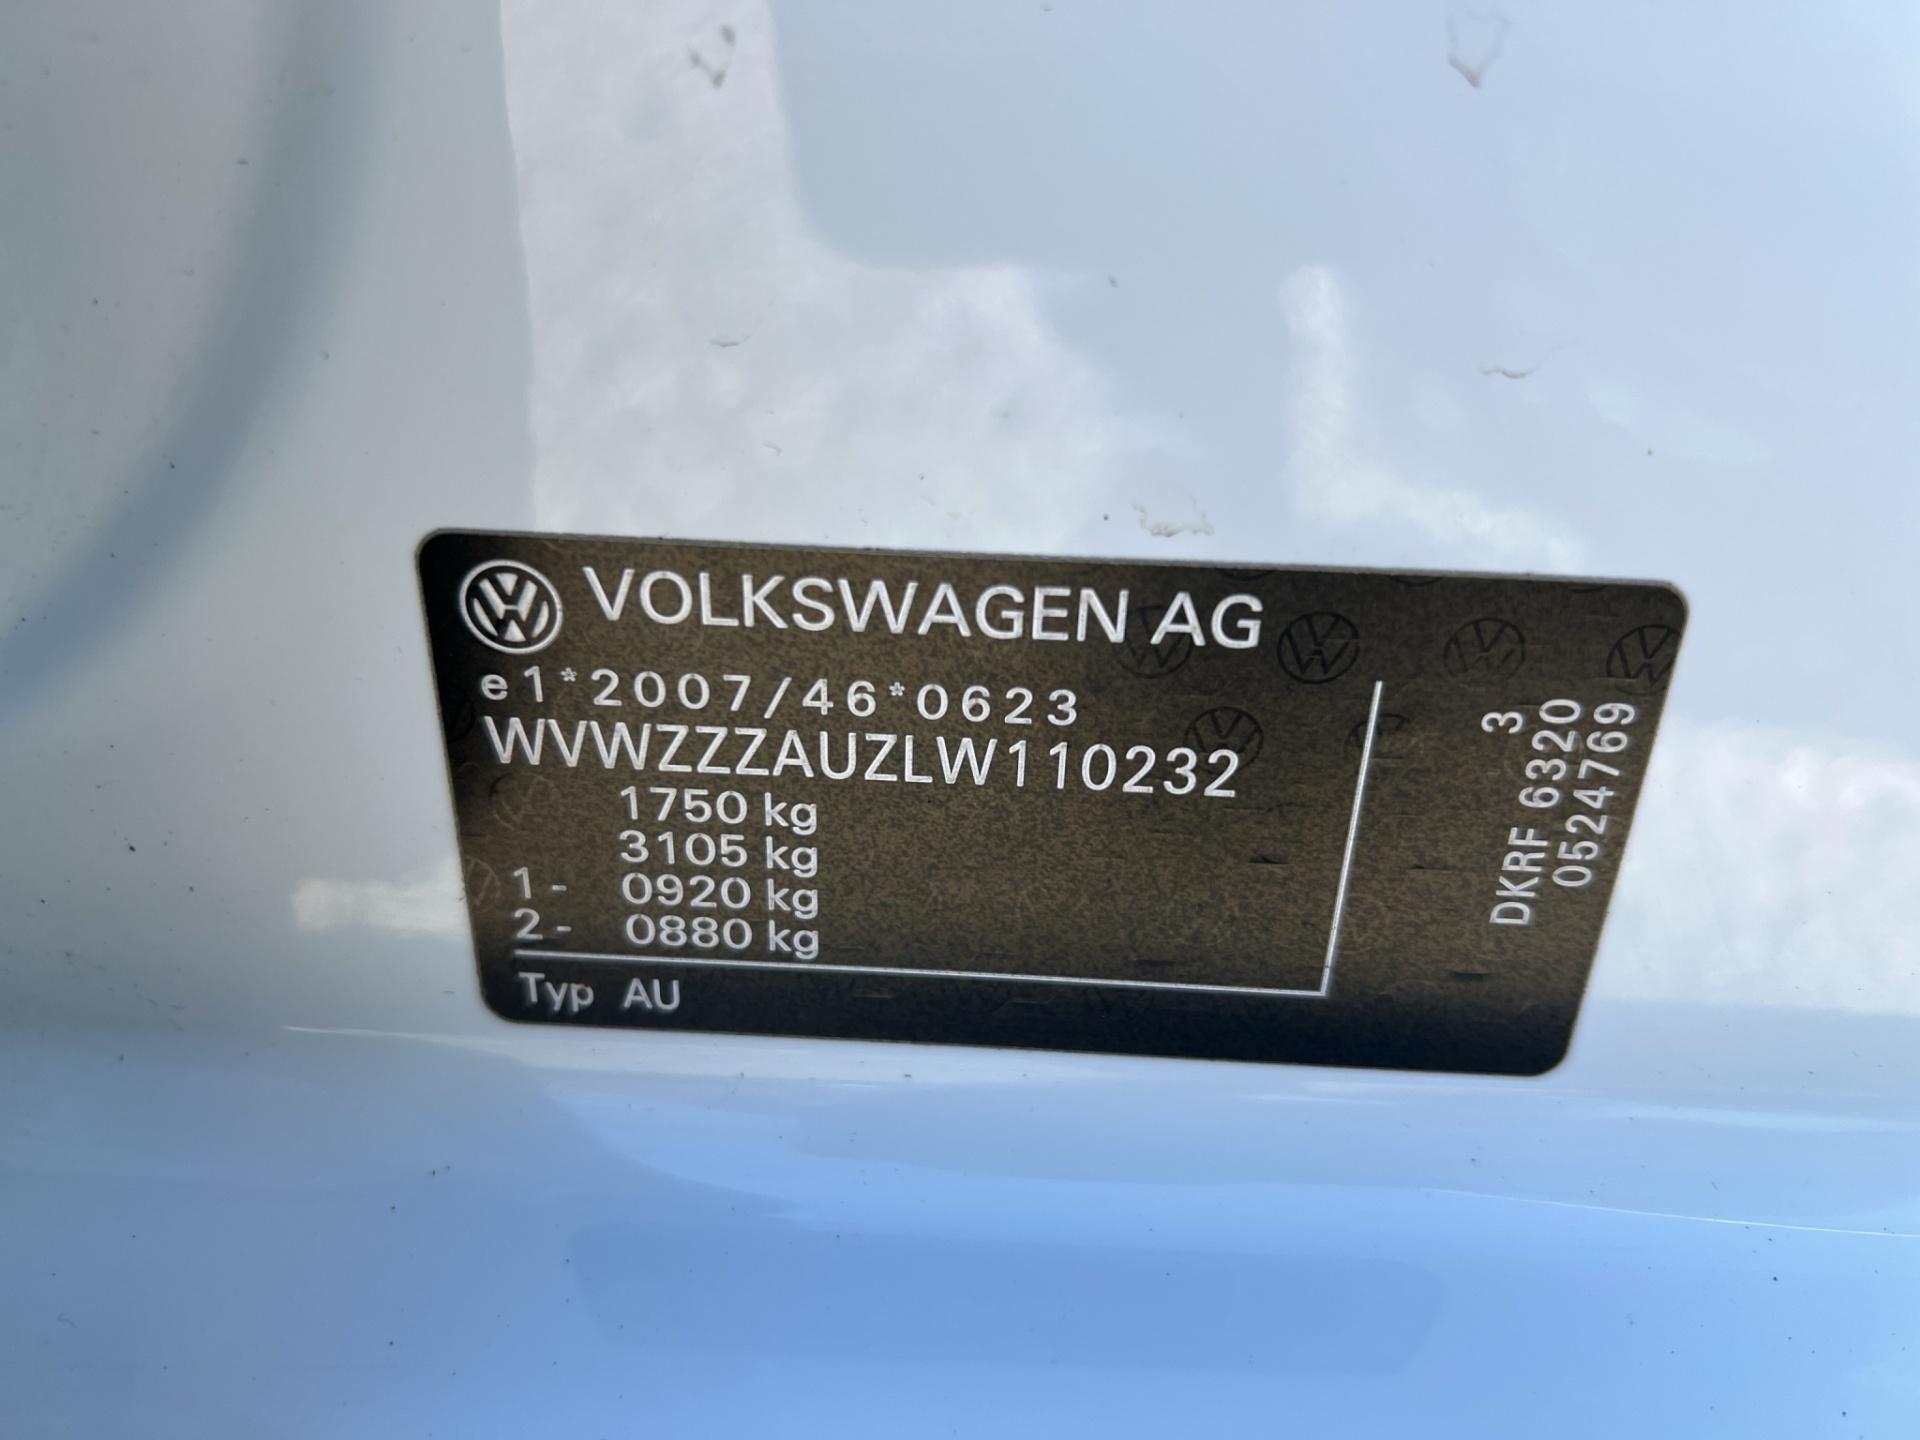 VOLKSWAGEN AG
e1*2007/46*0623
WVWZZZAUZLW110232
1750 kg
3105 kg
1- 0920 kg
2- 0880 kg
Typ AU
3
DKRF 6320
0524769